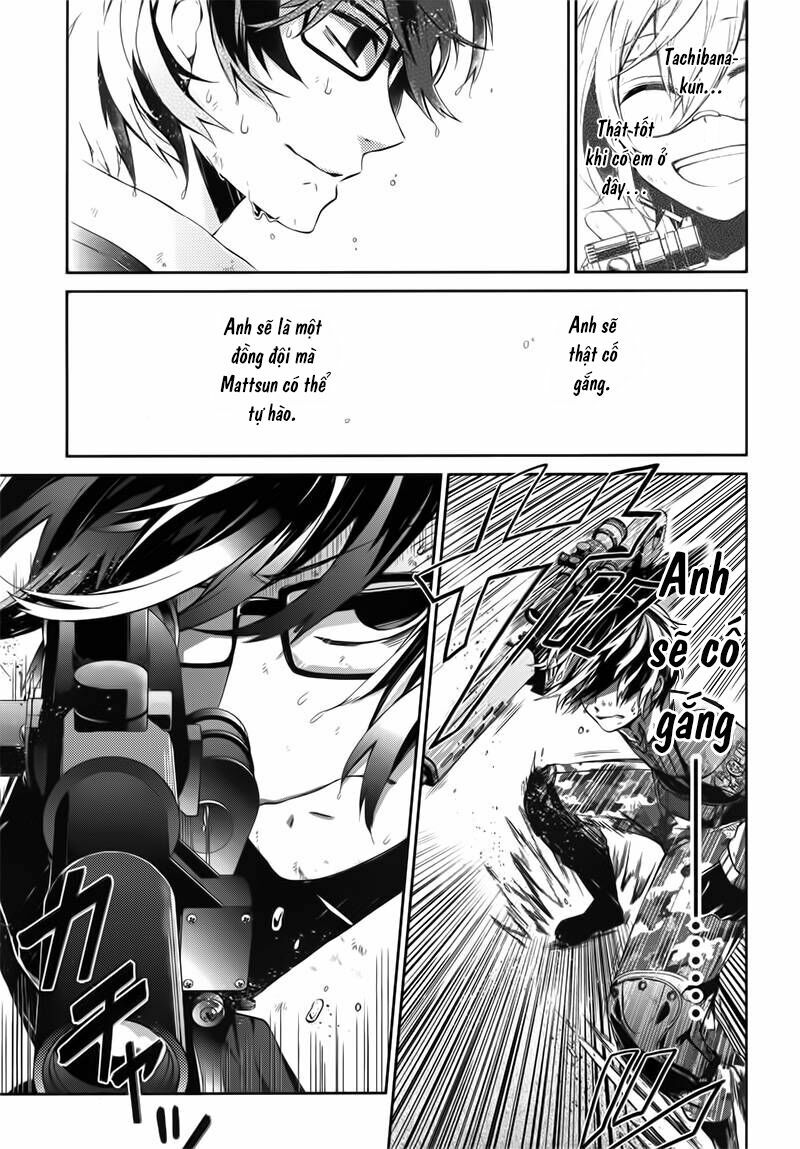 Tachibana-
kun...
Thật tốt
khi có em ở
đây...
Anh sẽ
thật cố
gắng.
Anh sẽ là một
đồng đội mà
Mattsun có thể
tự hào.
Anh
sẽ cố
gắng
ガチャ